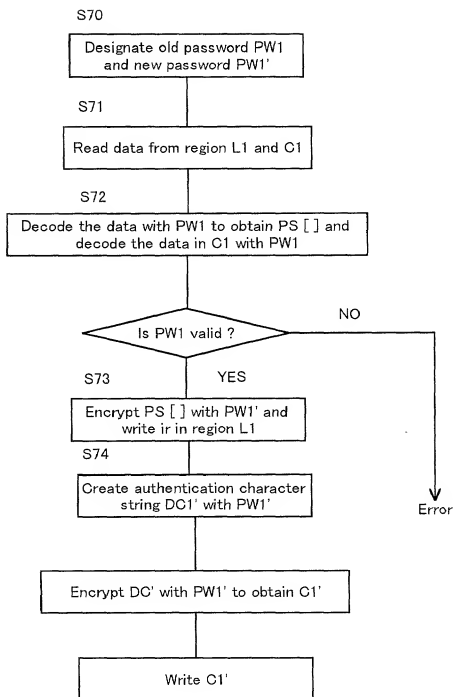 S70
Designate old password PW1
and new password PW1'
S71
Read data from region L1 and C1
S72
Decode the data with PW1 to obtain PS [ ] and
decode the data in C1 with PW1
Is PW1 valid ?
NO
S73
YES
Encrypt PS [ ] with PW1' and
write ir in region L1
S74
Create authentication character
string DC1' with PW1'
Error
Encrypt DC' with PW1' to obtain C1'
Write C1'